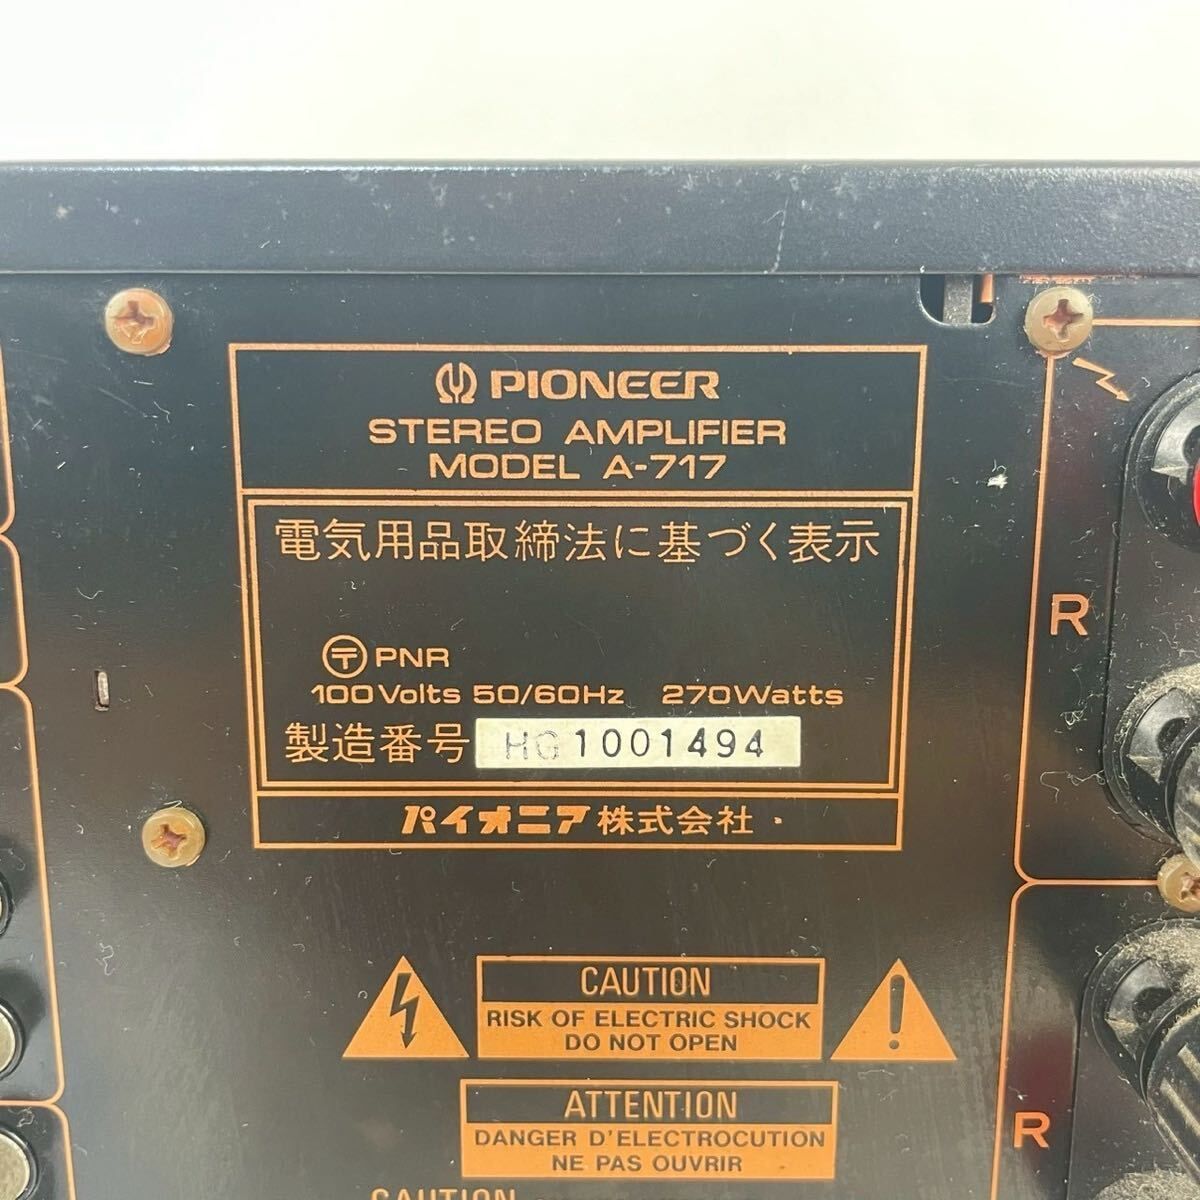 PIONEER
STEREO AMPLIFIER
MODEL A-717
電気用品取締法に基づく表示
〒 PNR
100 Volts 50/60Hz 270 Watts
製造番号 HG1001494
パイオニア株式会社
R
CAUTION
RISK OF ELECTRIC SHOCK
DO NOT OPEN
ATTENTION
DANGER D'ELECTROCUTION
NE PAS OUVRIR
R
CAUTION